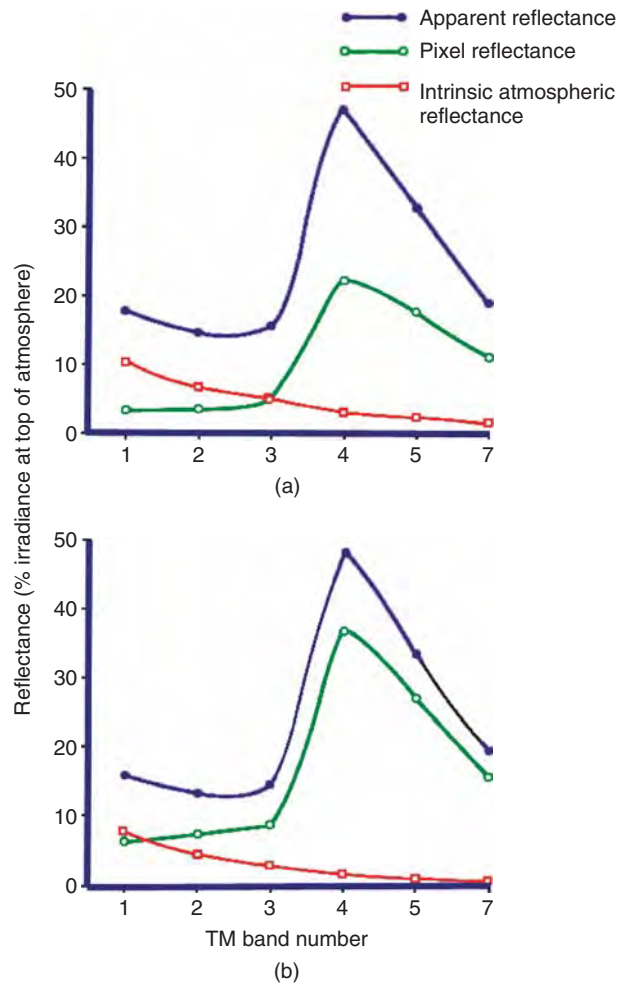 Apparent reflectance
Pixel reflectance
Intrinsic atmospheric
reflectance
Reflectance (% irradiance at top of atmosphere)
50
40
30
20
10
0
1 2 3 4 5 7
(a)
50
40
30
20
10
0
1 2 3 4 5 7
TM band number
(b)